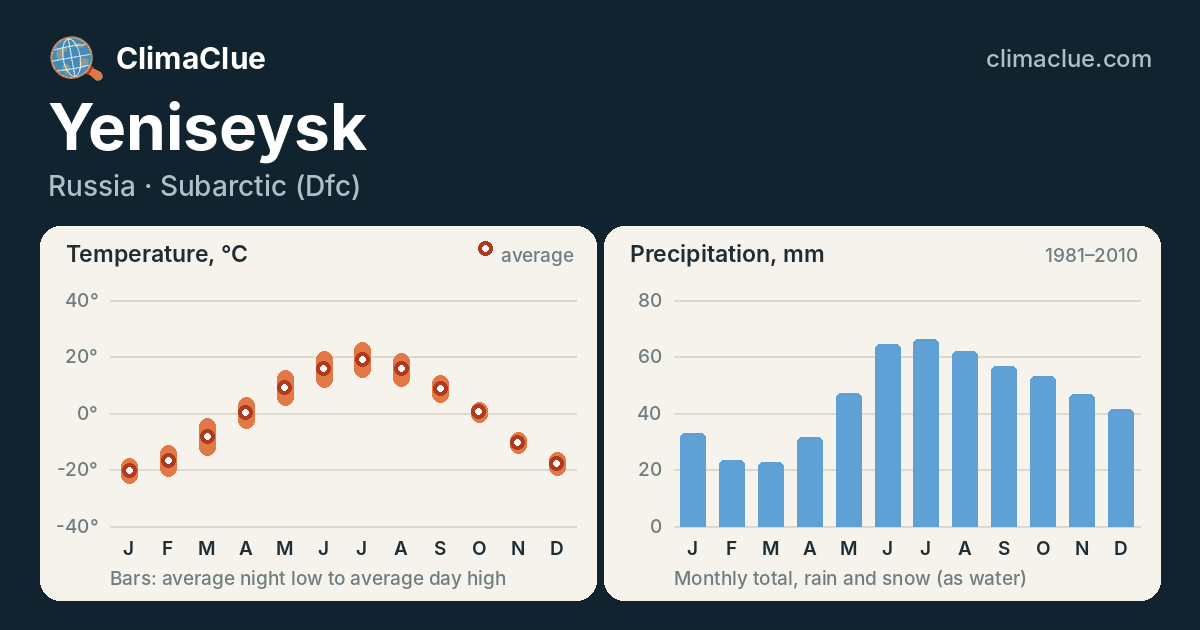 ClimaClue
climaclue.com
Yeniseysk
Russia · Subarctic (Dfc)
Temperature, °C
average
40°
20°
0°
-20°
-40°
J F M A M J J A S O N D
Bars: average night low to average day high
Precipitation, mm
1981–2010
80
60
40
20
0
J F M A M J J A S O N D
Monthly total, rain and snow (as water)